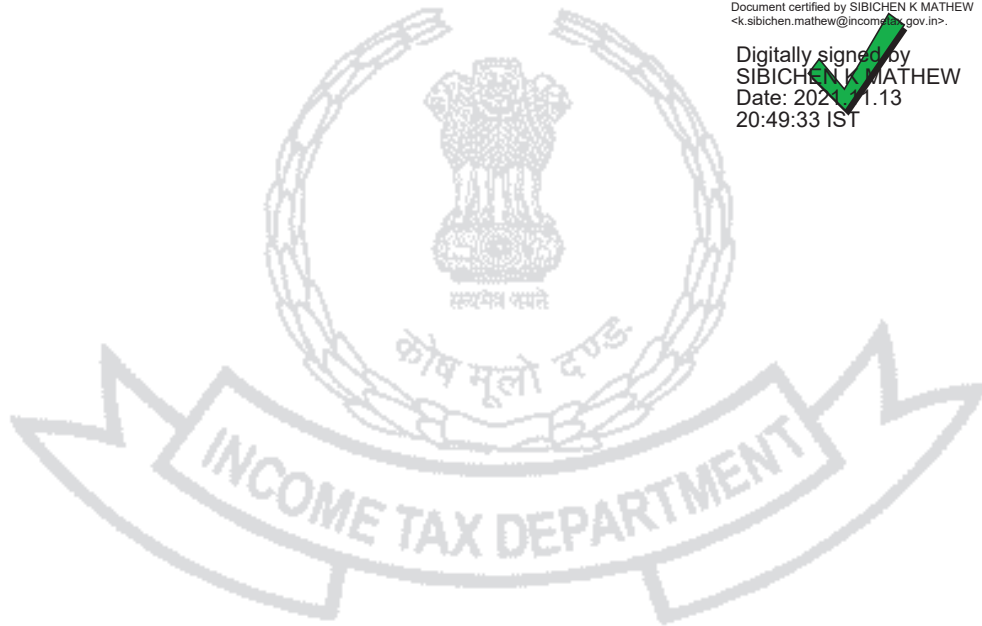 Document certified by SIBICHEN K MATHEW
<k.sibichen.mathew@incometax.gov.in>.
Digitally signed by
SIBICHEN K MATHEW
Date: 2021.11.13
20:49:33 IST
सत्यमेव जयते
कोष मूलो दण्डः
INCOME TAX DEPARTMENT